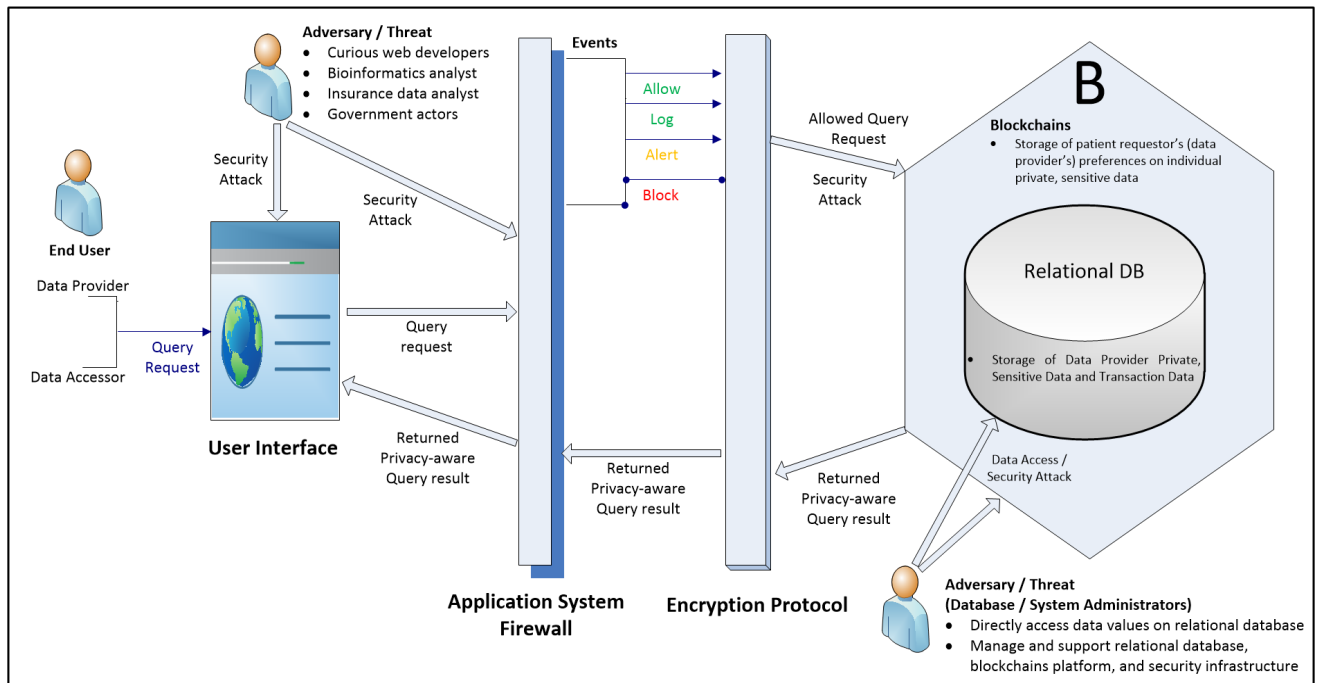 Adversary / Threat
• Curious web developers
• Bioinformatics analyst
• Insurance data analyst
• Government actors
Security
Attack
Security
Attack
End User
Data Provider
Data Accessor
Query
Request
User Interface
Query
request
Returned
Privacy-aware
Query result
Application System
Firewall
Events
Allow
Log
Alert
Block
Returned
Privacy-aware
Query result
Encryption Protocol
Allowed Query
Request
Security
Attack
Returned
Privacy-aware
Query result
B
Blockchains
• Storage of patient requestor's (data
provider's) preferences on individual
private, sensitive data
Relational DB
• Storage of Data Provider Private,
Sensitive Data and Transaction Data
Data Access /
Security Attack
Adversary / Threat
(Database / System Administrators)
• Directly access data values on relational database
• Manage and support relational database,
blockchains platform, and security infrastructure